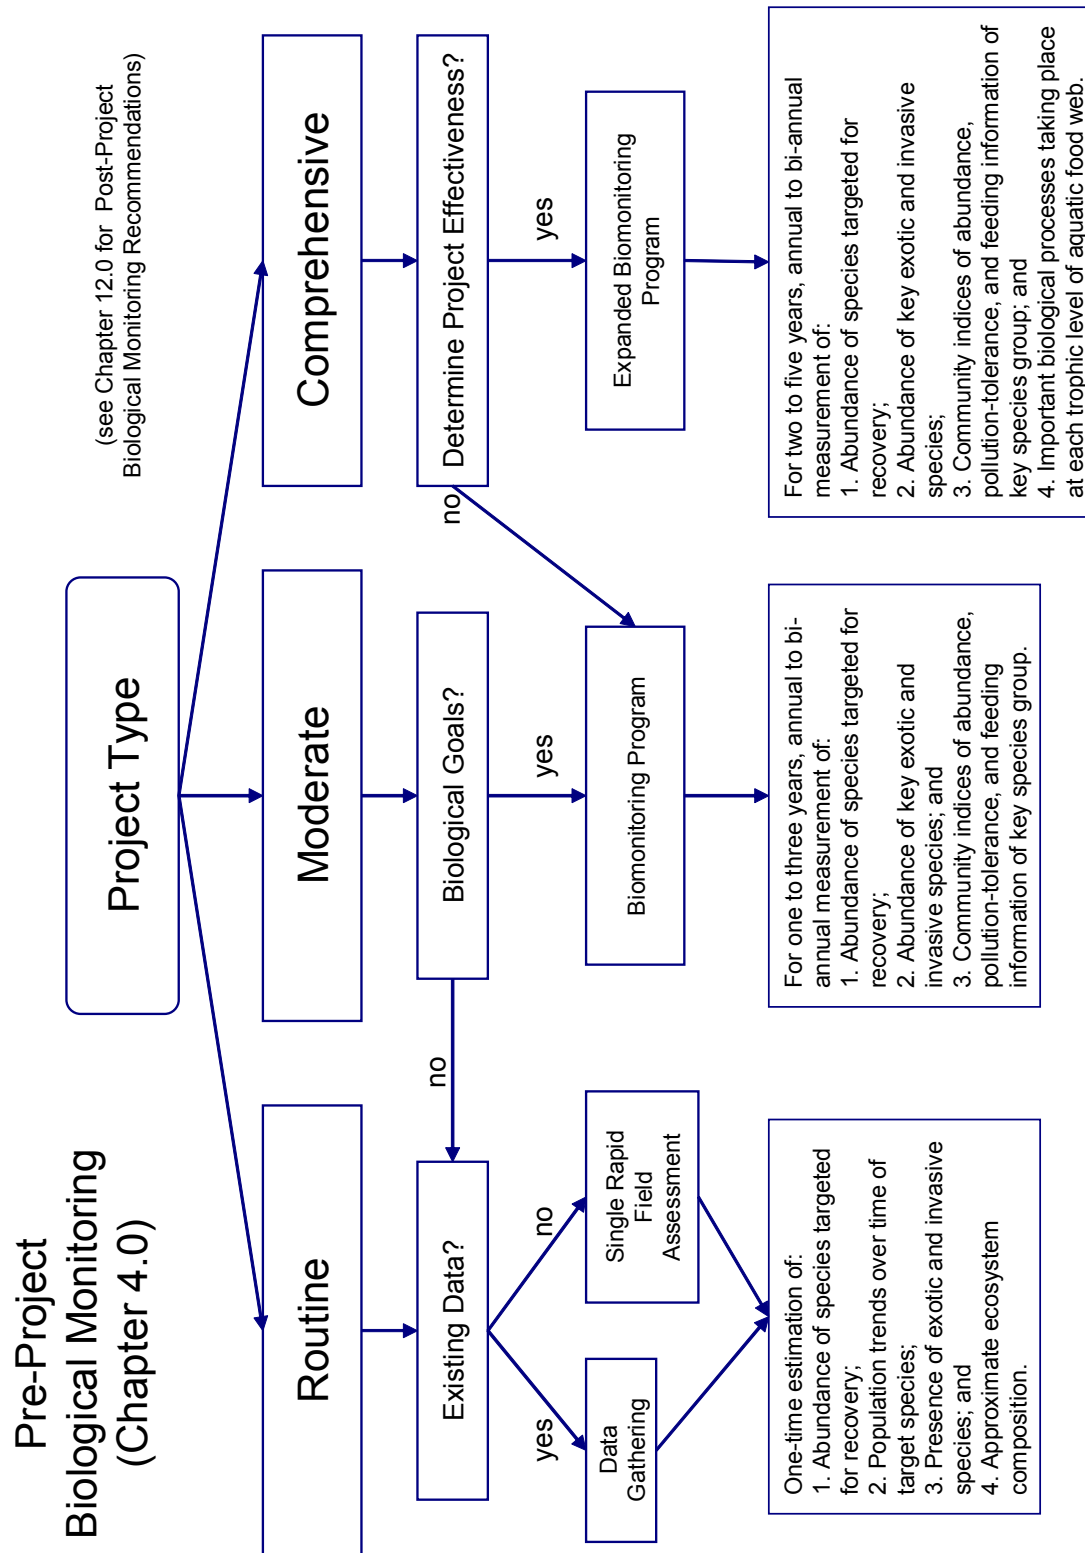 Pre-Project
Biological Monitoring
(Chapter 4.0)
(see Chapter 12.0 for Post-Project
Biological Monitoring Recommendations)
Project Type
Routine
Moderate
Comprehensive
Existing Data?
no
Biological Goals?
no
Determine Project Effectiveness?
yes
no
yes
yes
Data
Gathering
Single Rapid
Field
Assessment
Biomonitoring Program
Expanded Biomonitoring
Program
One-time estimation of:
1. Abundance of species targeted
for recovery;
2. Population trends over time of
target species;
3. Presence of exotic and invasive
species; and
4. Approximate ecosystem
composition.
For one to three years, annual to bi-
annual measurement of:
1. Abundance of species targeted for
recovery;
2. Abundance of key exotic and
invasive species; and
3. Community indices of abundance,
pollution-tolerance, and feeding
information of key species group.
For two to five years, annual to bi-annual
measurement of:
1. Abundance of species targeted for
recovery;
2. Abundance of key exotic and invasive
species;
3. Community indices of abundance,
pollution-tolerance, and feeding information of
key species group; and
4. Important biological processes taking place
at each trophic level of aquatic food web.